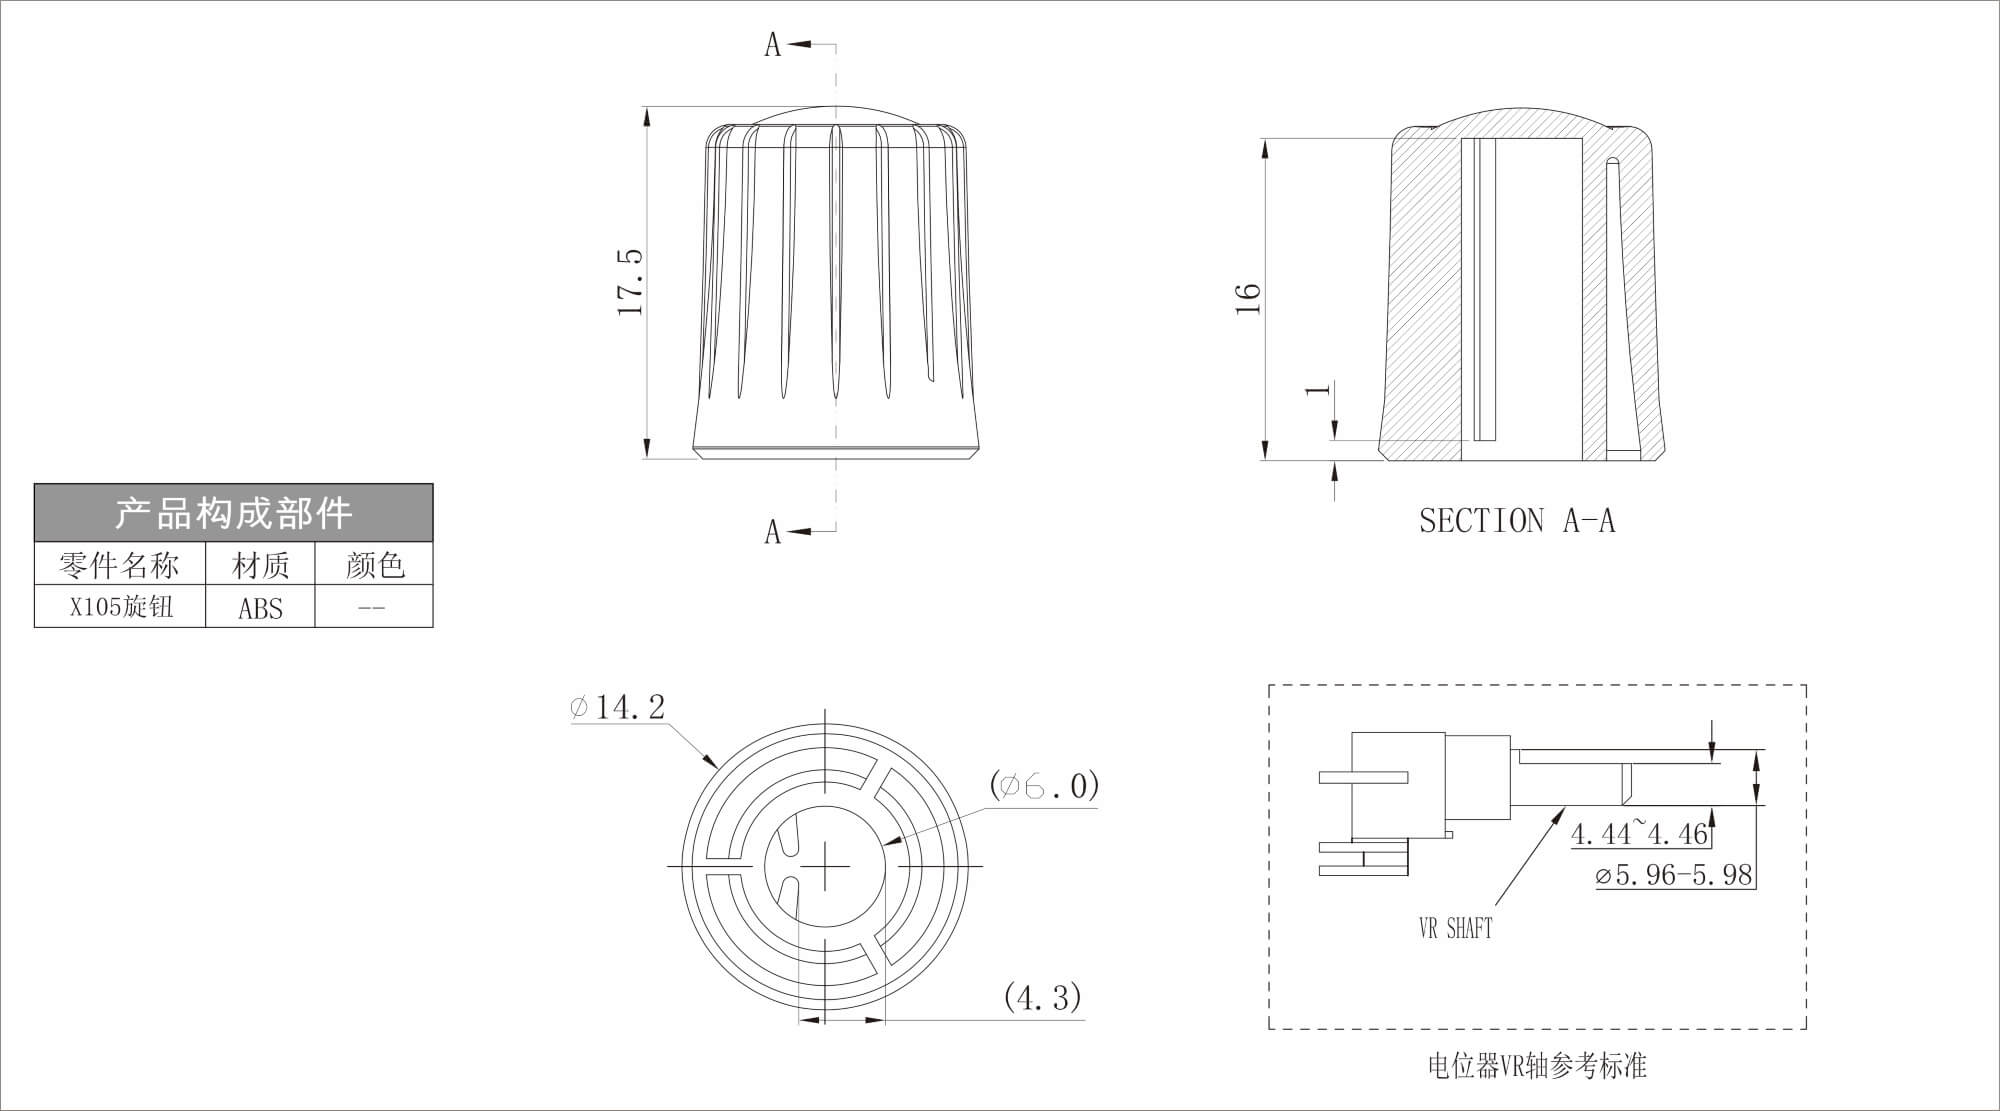 A
17.5
A
16
1
SECTION A-A
产品构成部件
零件名称 材质 颜色
X105旋钮 ABS --
⌀14.2
(⌀6.0)
(4.3)
4.44~4.46
⌀5.96-5.98
VR SHAFT
电位器VR轴参考标准